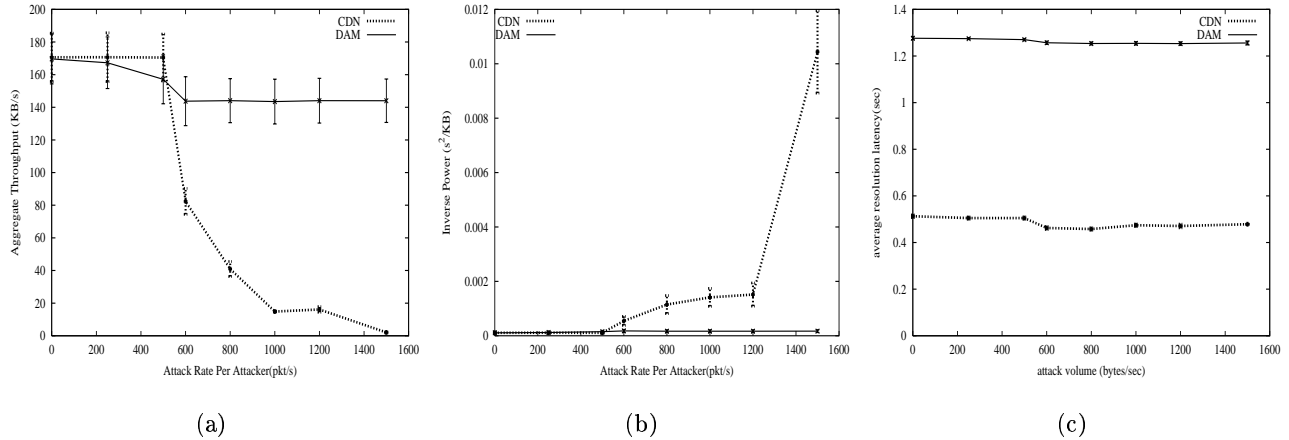 200
180
160
140
120
100
80
60
40
20
0
Aggregate Throughput (KB/s)
CDN
DAM
0 200 400 600 800 1000 1200 1400 1600
Attack Rate Per Attacker(pkt/s)
(a)
0.012
0.01
0.008
0.006
0.004
0.002
0
Inverse Power (s²/KB)
CDN
DAM
0 200 400 600 800 1000 1200 1400 1600
Attack Rate Per Attacker(pkt/s)
(b)
1.4
1.2
1
0.8
0.6
0.4
0.2
0
average resolution latency(sec)
CDN
DAM
0 200 400 600 800 1000 1200 1400 1600
attack volume (bytes/sec)
(c)